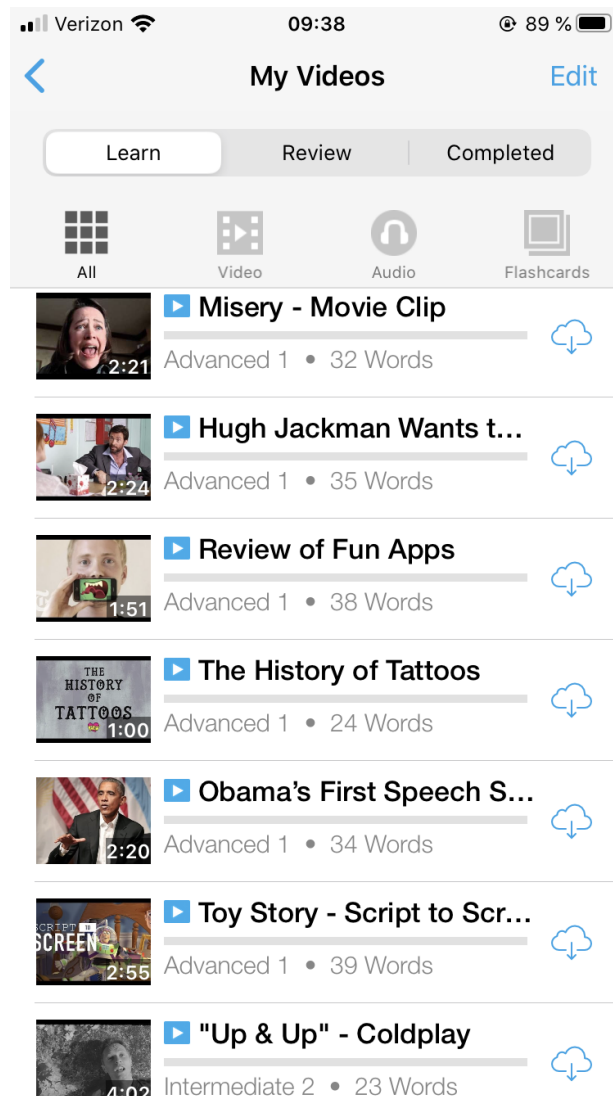 Verizon 09:38 89 %
My Videos Edit
Learn Review Completed
All Video Audio Flashcards
Misery - Movie Clip
2:21 Advanced 1 • 32 Words
Hugh Jackman Wants t...
2:24 Advanced 1 • 35 Words
Review of Fun Apps
1:51 Advanced 1 • 38 Words
The History of Tattoos
THE
HISTORY
OF
TATTOOS
1:00 Advanced 1 • 24 Words
Obama’s First Speech S...
2:20 Advanced 1 • 34 Words
Toy Story - Script to Scr...
SCRIPT TO
SCREEN
2:55 Advanced 1 • 39 Words
"Up & Up" - Coldplay
4:02 Intermediate 2 • 23 Words